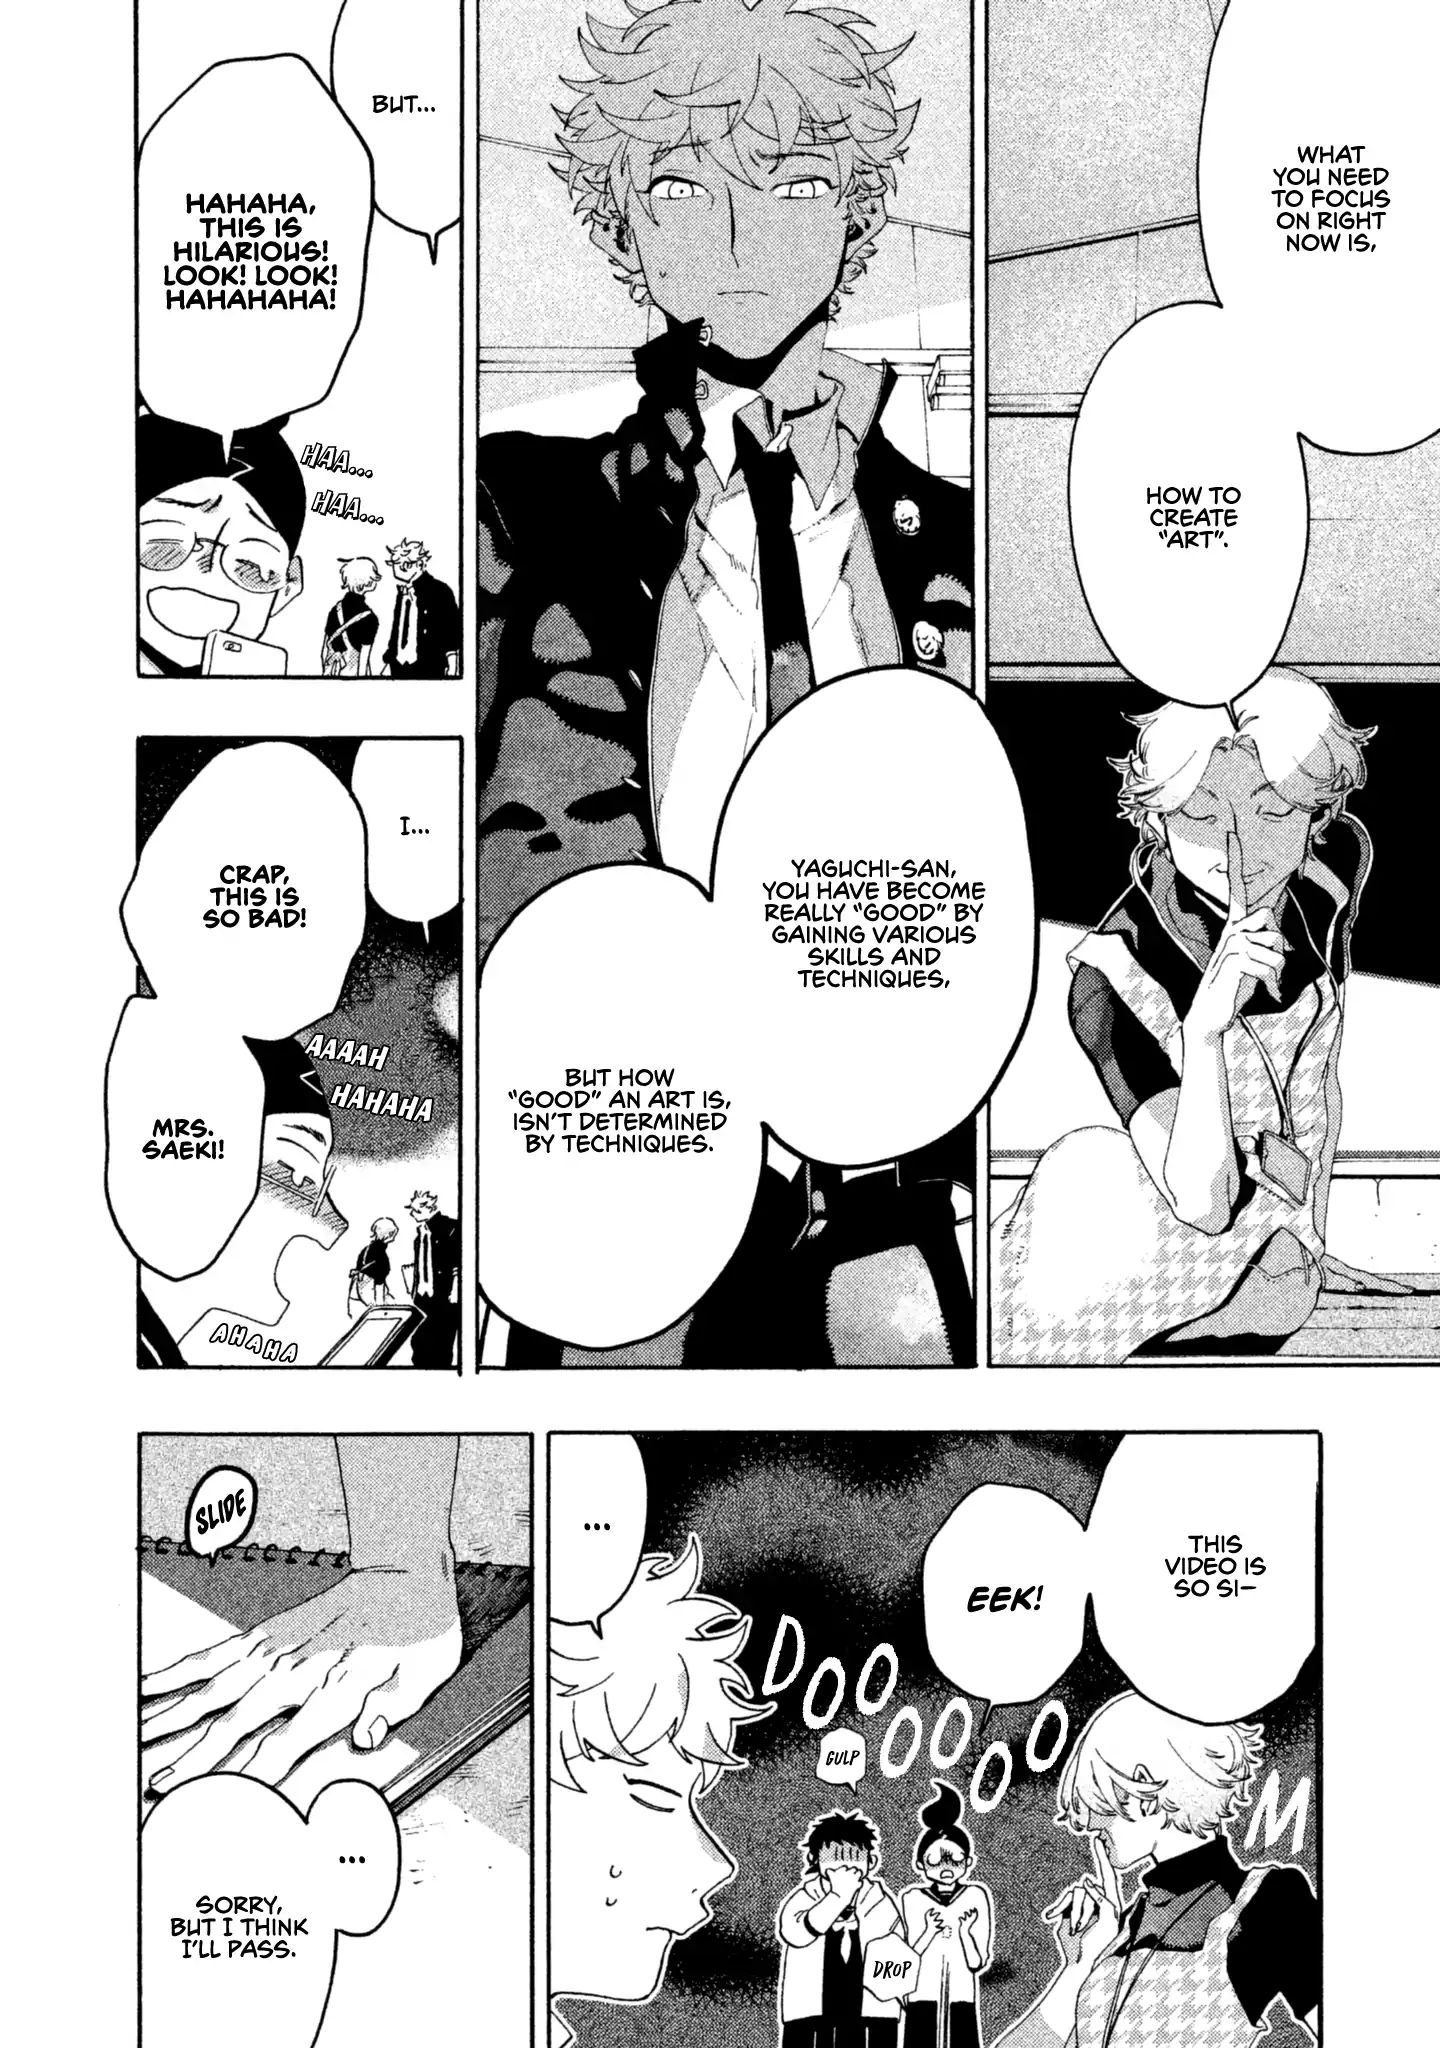 WHAT
YOU NEED
TO FOCUS
ON RIGHT
NOW IS,
HOW TO
CREATE
"ART".
YAGUCHI-SAN,
YOU HAVE BECOME
REALLY "GOOD" BY
GAINING VARIOUS
SKILLS AND
TECHNIQUES,
BUT HOW
"GOOD" AN ART IS,
ISN'T DETERMINED
BY TECHNIQUES.
BUT...
HAHAHA,
THIS IS
HILARIOUS!
LOOK! LOOK!
HAHAHAHA!
HAA...
HAA...
I...
CRAP,
THIS IS
SO BAD!
MRS.
SAEKI!
AAAAH
HAHAHA
AHAHA
THIS
VIDEO IS
SO SI-
EEK!
DOOOOOOM
GULP
DROP
...
SLIDE
...
SORRY,
BUT I THINK
I'LL PASS.